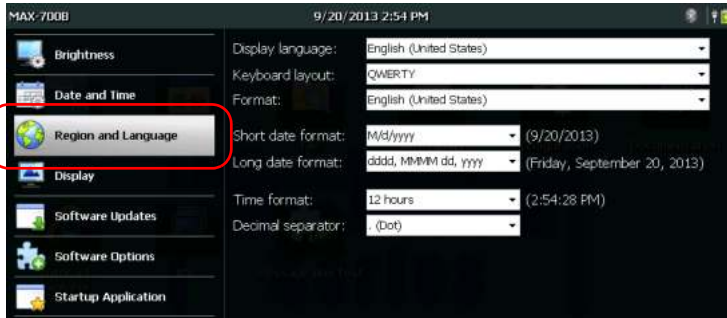 MAX-700B 9/20/2013 2:54 PM
Brightness
Date and Time
Region and Language
Display
Software Updates
Software Options
Startup Application
Display language: English (United States)
Keyboard layout: QWERTY
Format: English (United States)
Short date format: M/d/yyyy (9/20/2013)
Long date format: dddd, MMMM dd, yyyy (Friday, September 20, 2013)
Time format: 12 hours (2:54:28 PM)
Decimal separator: . (Dot)